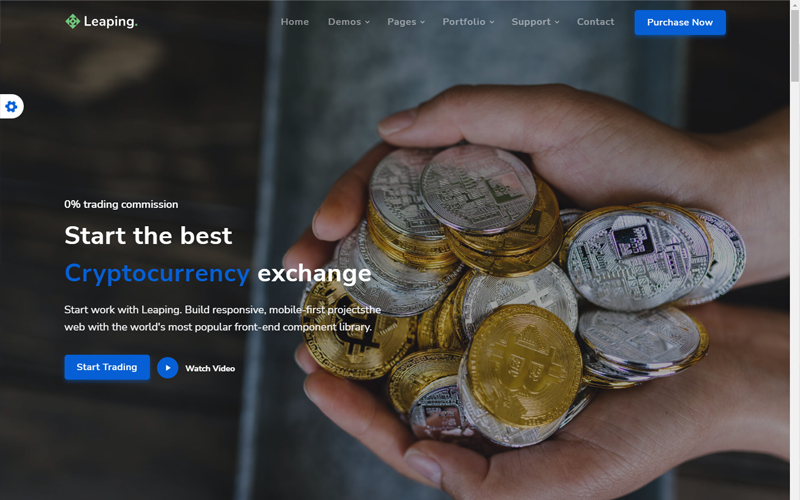 Leaping.
Home Demos Pages Portfolio Support Contact Purchase Now
0% trading commission
Start the best
Cryptocurrency exchange
Start work with Leaping. Build responsive, mobile-first projectsthe
web with the world's most popular front-end component library.
Start Trading
Watch Video